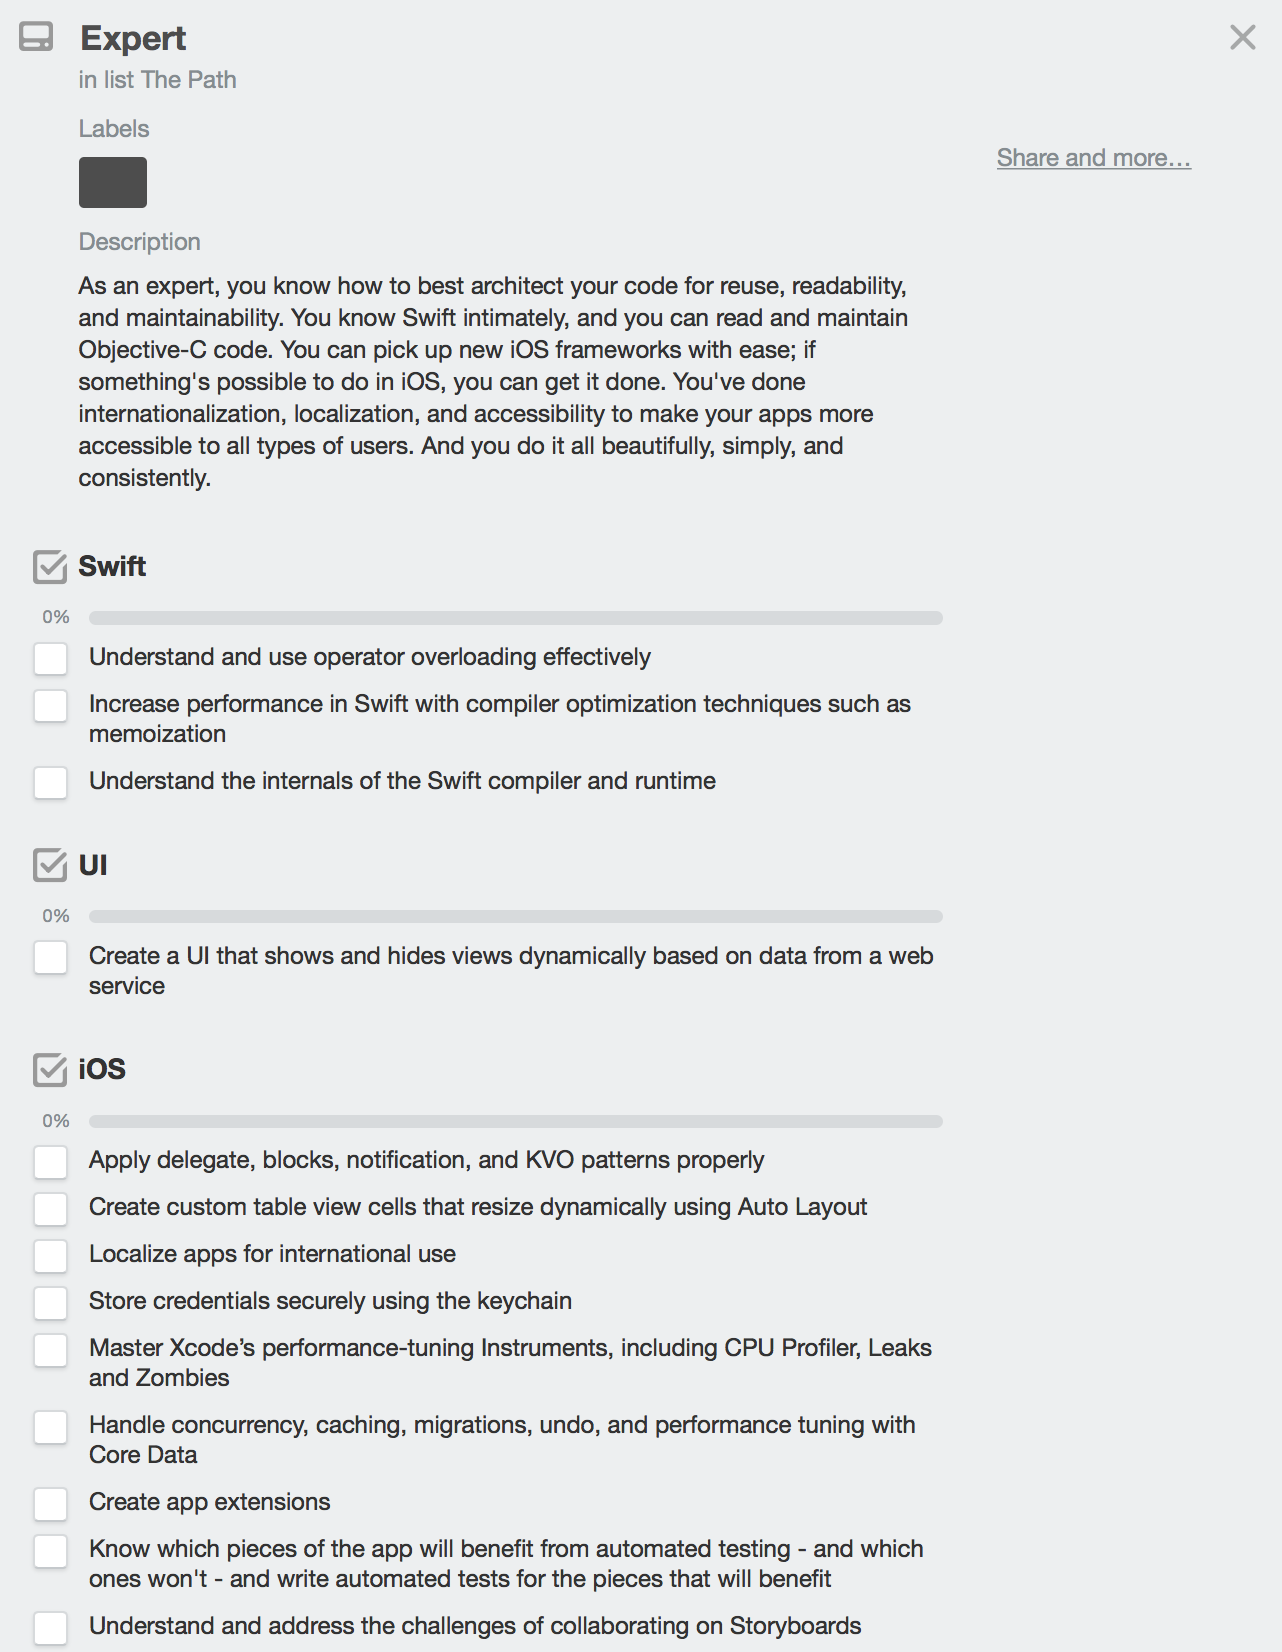 Expert
in list The Path
Labels
Share and more...
Description
As an expert, you know how to best architect your code for reuse, readability,
and maintainability. You know Swift intimately, and you can read and maintain
Objective-C code. You can pick up new iOS frameworks with ease; if
something's possible to do in iOS, you can get it done. You've done
internationalization, localization, and accessibility to make your apps more
accessible to all types of users. And you do it all beautifully, simply, and
consistently.
Swift
0%
Understand and use operator overloading effectively
Increase performance in Swift with compiler optimization techniques such as
memoization
Understand the internals of the Swift compiler and runtime
UI
0%
Create a UI that shows and hides views dynamically based on data from a web
service
iOS
0%
Apply delegate, blocks, notification, and KVO patterns properly
Create custom table view cells that resize dynamically using Auto Layout
Localize apps for international use
Store credentials securely using the keychain
Master Xcode’s performance-tuning Instruments, including CPU Profiler, Leaks
and Zombies
Handle concurrency, caching, migrations, undo, and performance tuning with
Core Data
Create app extensions
Know which pieces of the app will benefit from automated testing - and which
ones won't - and write automated tests for the pieces that will benefit
Understand and address the challenges of collaborating on Storyboards